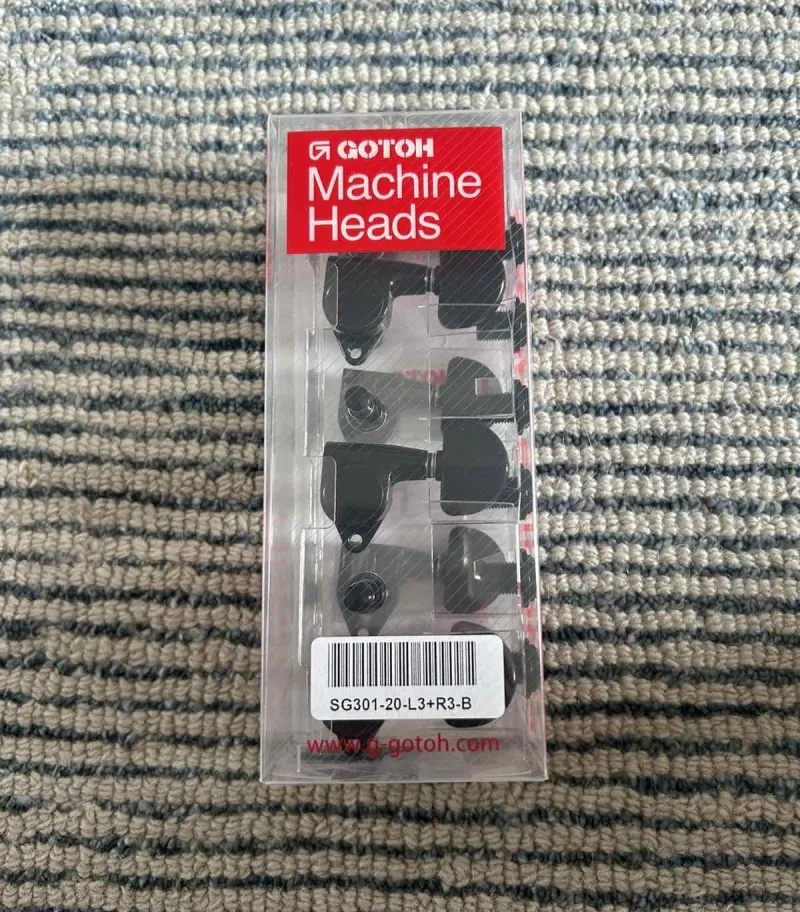 GOTOH
Machine
Heads
SG301-20-L3+R3-B
www.g-gotoh.com